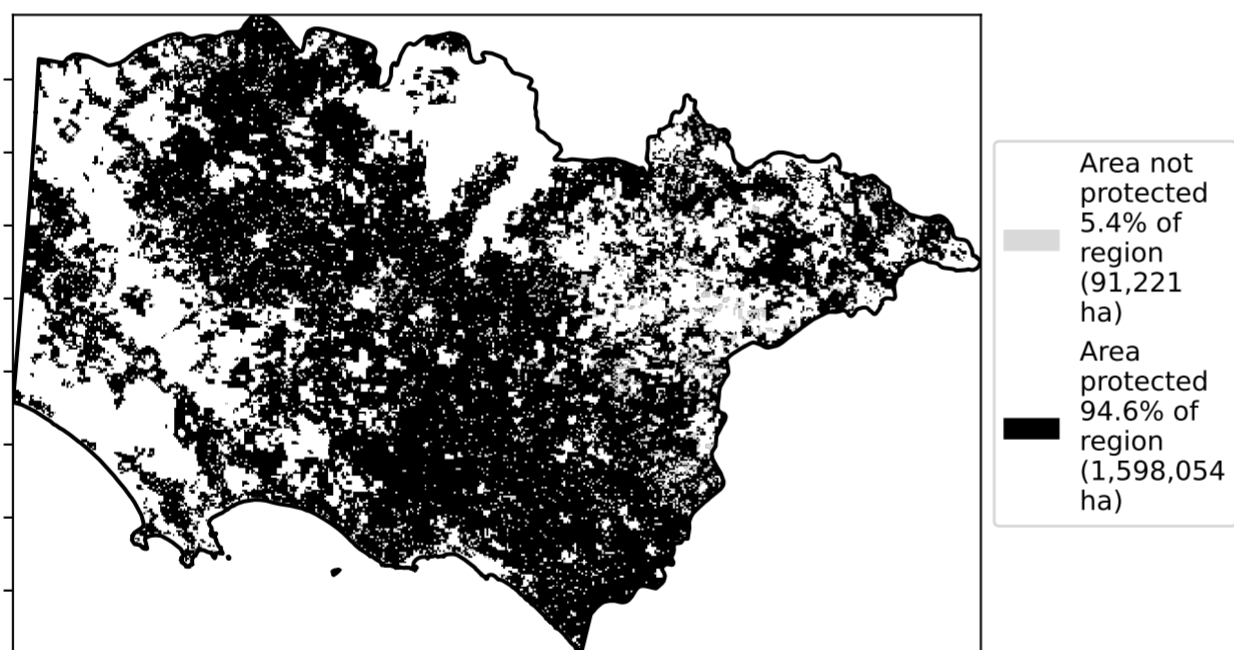 Area not
protected
5.4% of
region
(91,221
ha)
Area
protected
94.6% of
region
(1,598,054
ha)